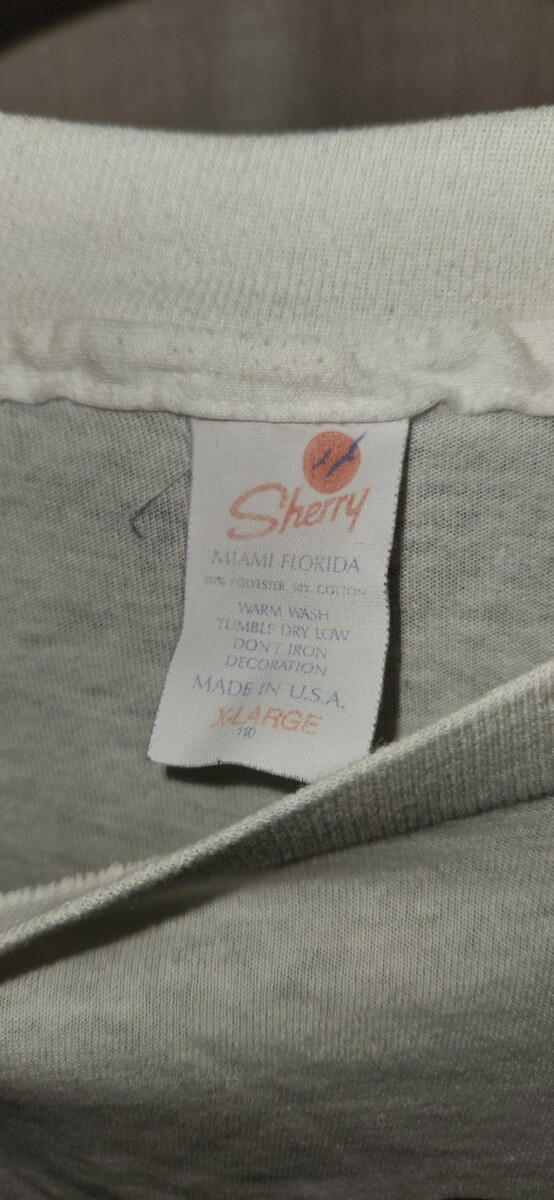 Sherry
MIAMI FLORIDA
50% POLYESTER, 50% COTTON
WARM WASH
TUMBLE DRY LOW
DON'T IRON
DECORATION
MADE IN U.S.A.
X-LARGE
110